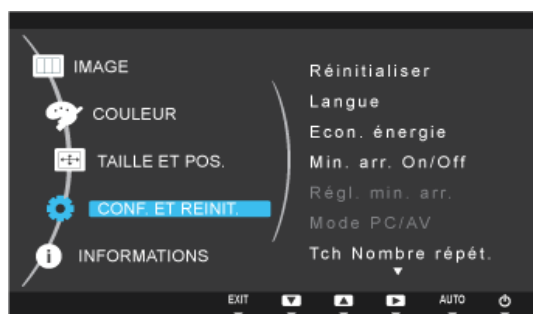 IMAGE
COULEUR
TAILLE ET POS.
CONF. ET REINIT.
INFORMATIONS
Réinitialiser
Langue
Econ. énergie
Min. arr. On/Off
Régl. min. arr.
Mode PC/AV
Tch Nombre répét.
EXIT AUTO